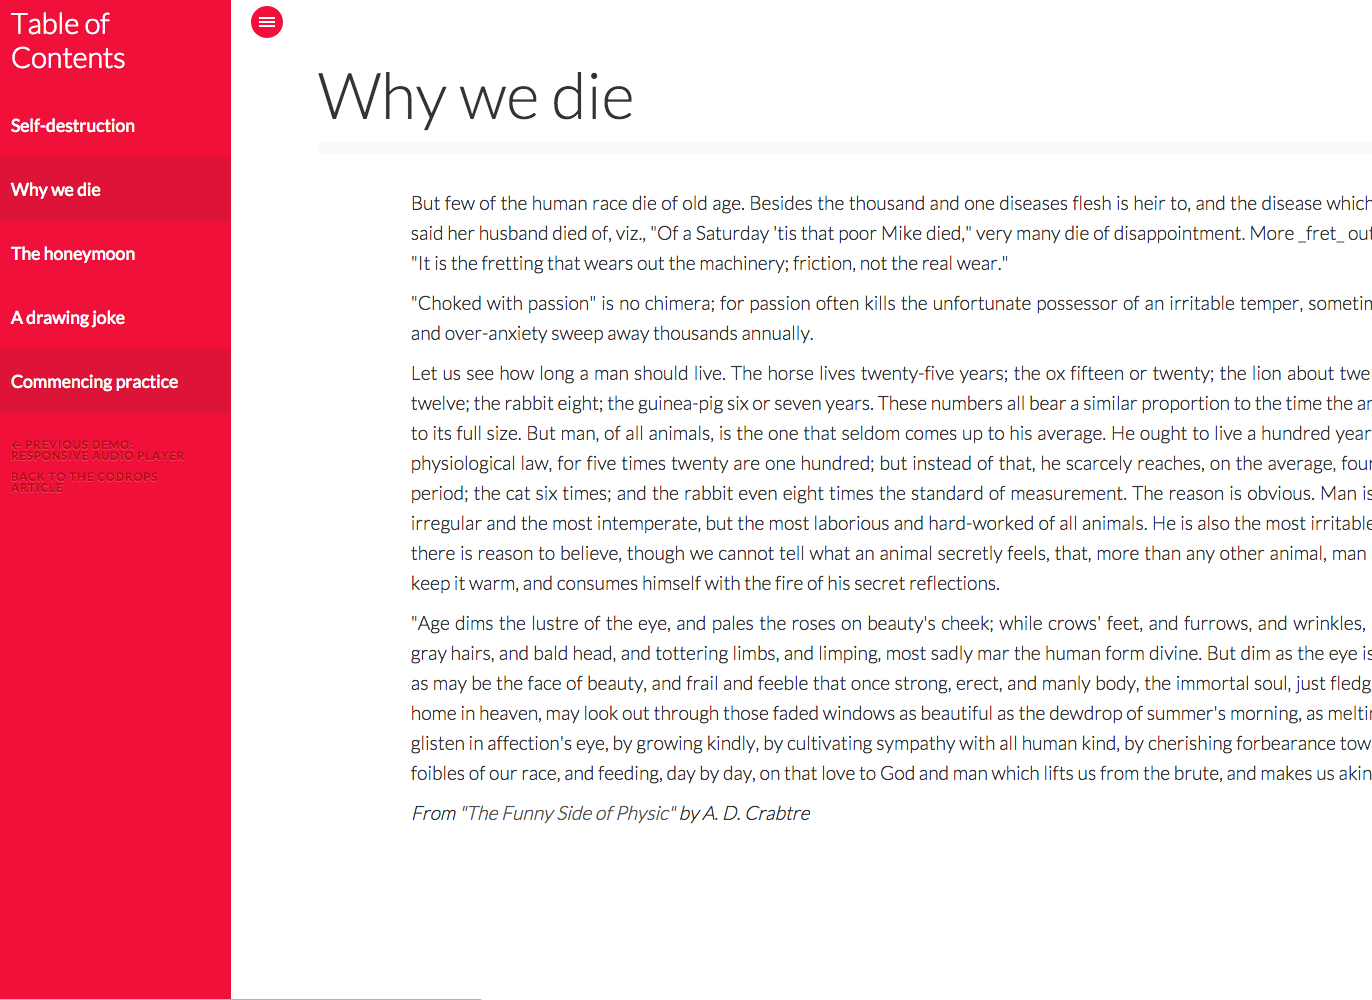 Table of
Contents
Self-destruction
Why we die
The honeymoon
A drawing joke
Commencing practice
← PREVIOUS DEMO:
RESPONSIVE AUDIO PLAYER
BACK TO THE CODROPS
ARTICLE
Why we die
But few of the human race die of old age. Besides the thousand and one diseases flesh is heir to, and the disease which
said her husband died of, viz., "Of a Saturday 'tis that poor Mike died," very many die of disappointment. More _fret_ out
"It is the fretting that wears out the machinery; friction, not the real wear."
"Choked with passion" is no chimera; for passion often kills the unfortunate possessor of an irritable temper, sometim
and over-anxiety sweep away thousands annually.
Let us see how long a man should live. The horse lives twenty-five years; the ox fifteen or twenty; the lion about twe
twelve; the rabbit eight; the guinea-pig six or seven years. These numbers all bear a similar proportion to the time the an
to its full size. But man, of all animals, is the one that seldom comes up to his average. He ought to live a hundred year
physiological law, for five times twenty are one hundred; but instead of that, he scarcely reaches, on the average, four
period; the cat six times; and the rabbit even eight times the standard of measurement. The reason is obvious. Man is
irregular and the most intemperate, but the most laborious and hard-worked of all animals. He is also the most irritable
there is reason to believe, though we cannot tell what an animal secretly feels, that, more than any other animal, man
keep it warm, and consumes himself with the fire of his secret reflections.
"Age dims the lustre of the eye, and pales the roses on beauty's cheek; while crows' feet, and furrows, and wrinkles,
gray hairs, and bald head, and tottering limbs, and limping, most sadly mar the human form divine. But dim as the eye is
as may be the face of beauty, and frail and feeble that once strong, erect, and manly body, the immortal soul, just fledg
home in heaven, may look out through those faded windows as beautiful as the dewdrop of summer's morning, as meltin
glisten in affection's eye, by growing kindly, by cultivating sympathy with all human kind, by cherishing forbearance tow
foibles of our race, and feeding, day by day, on that love to God and man which lifts us from the brute, and makes us akin
From "The Funny Side of Physic" by A. D. Crabtre